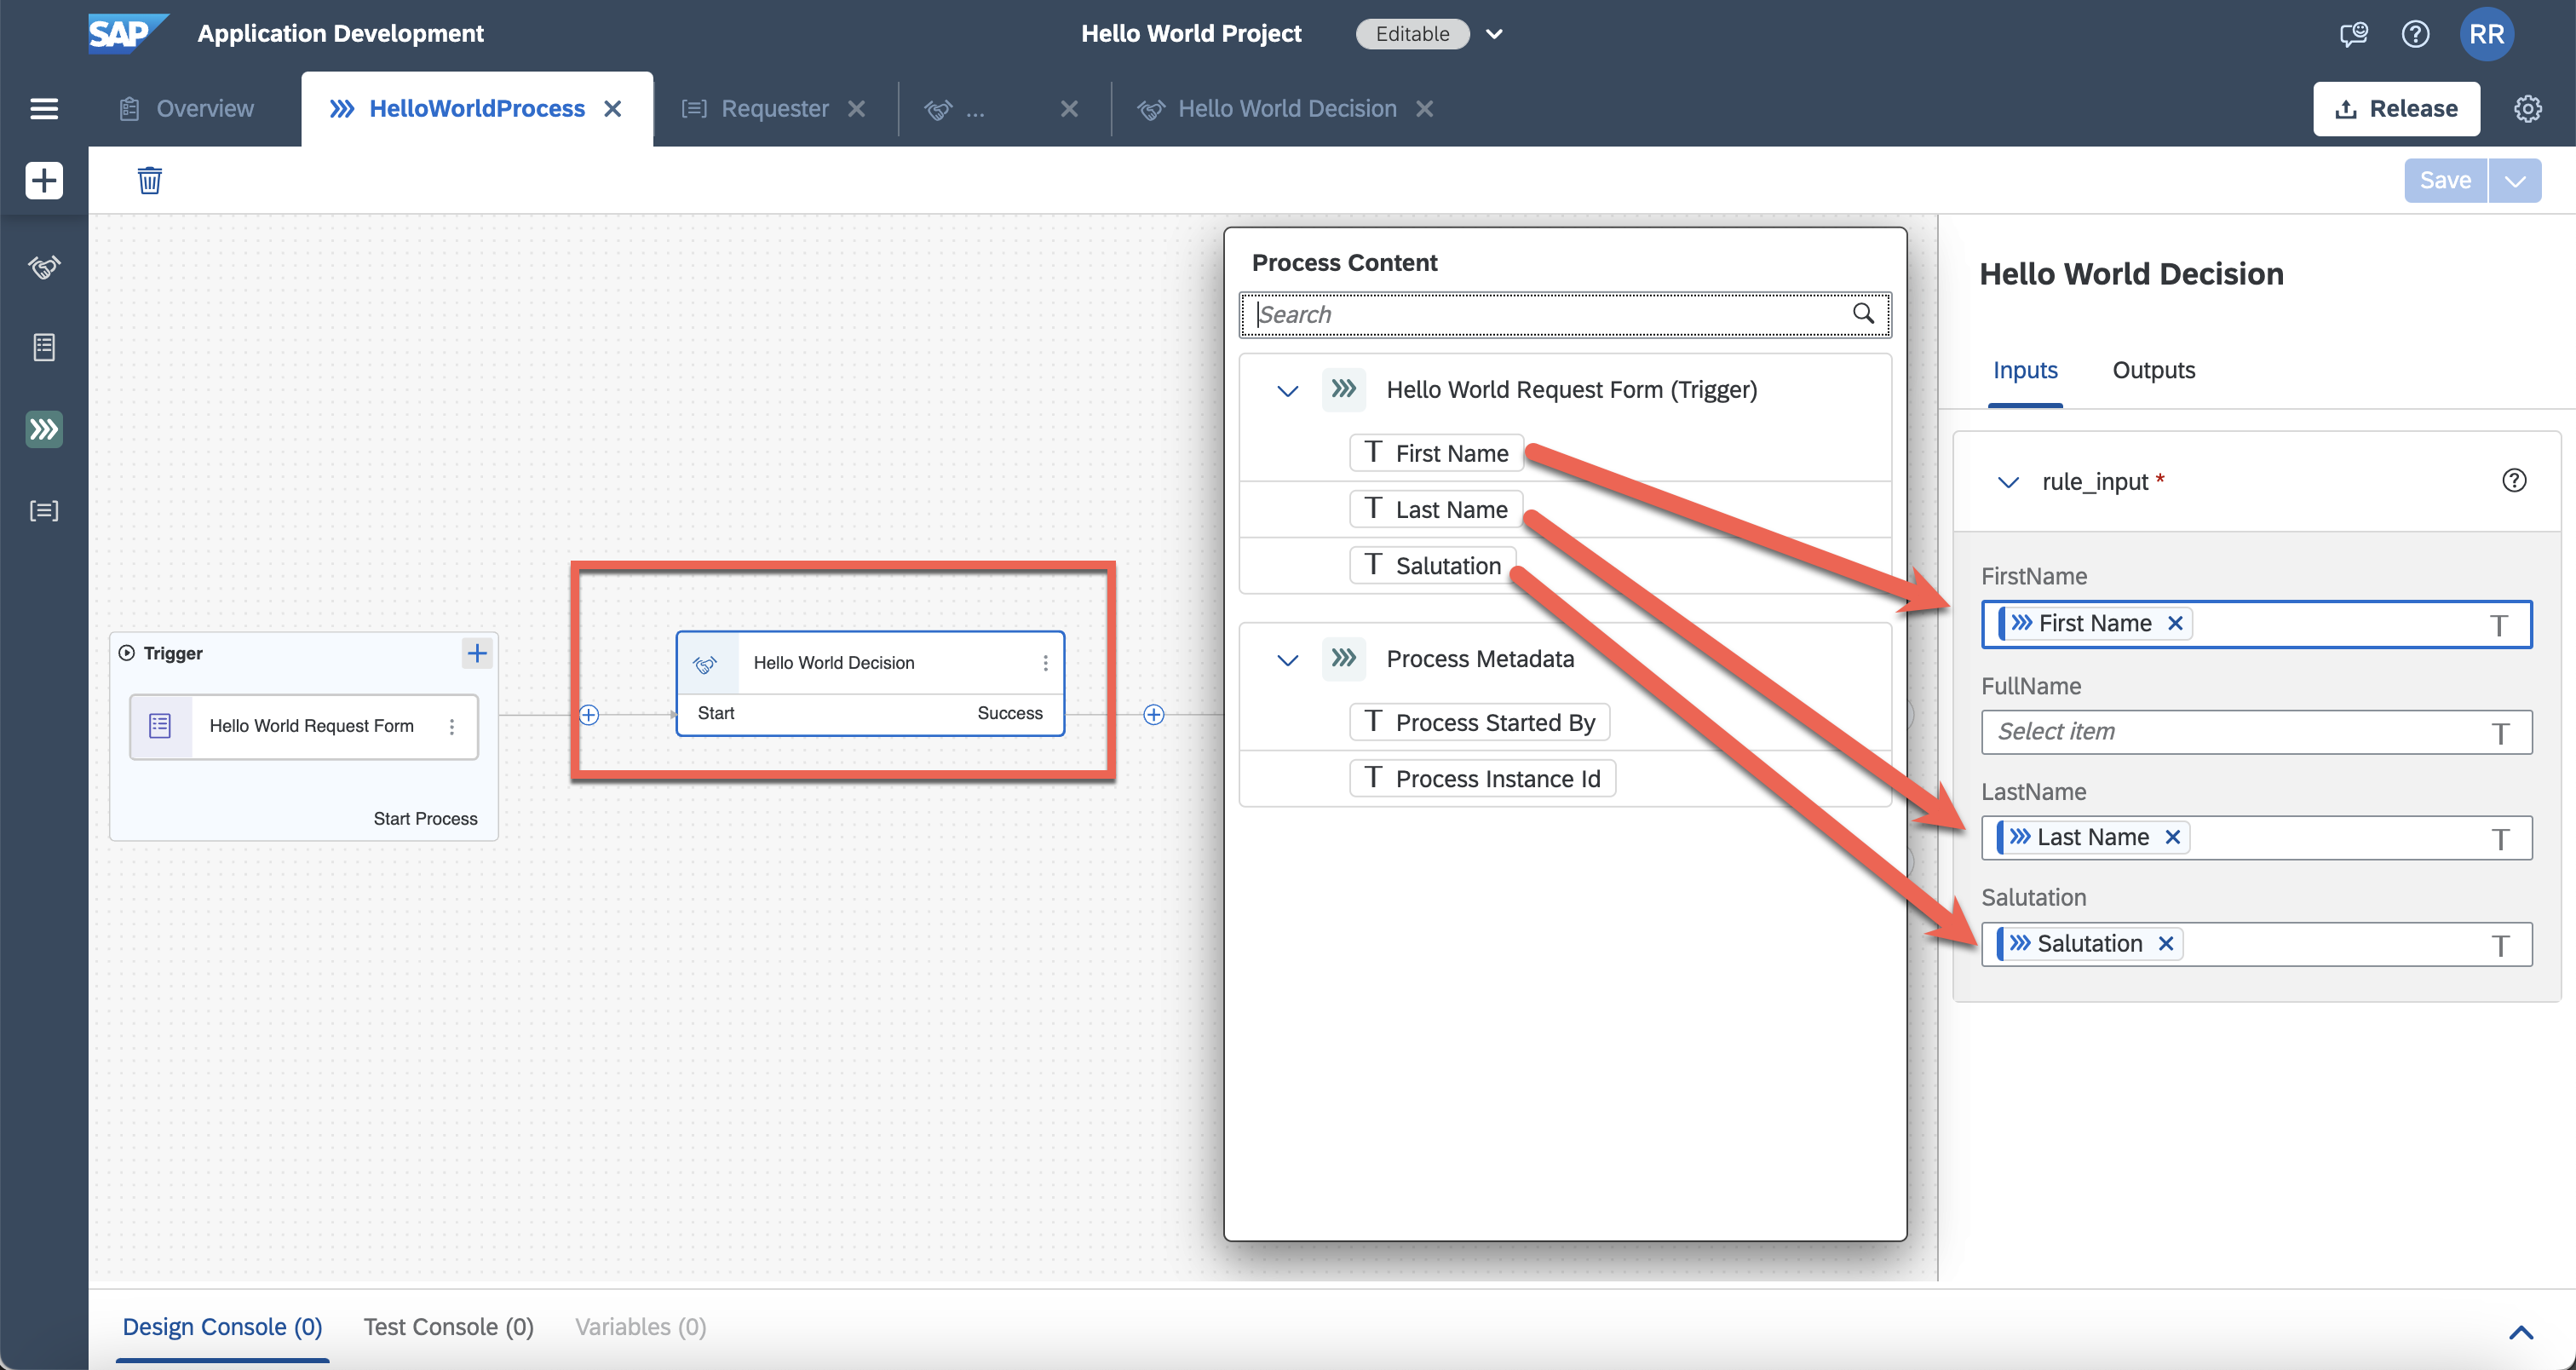 SAP Application Development
Hello World Project
Editable
RR
Overview
HelloWorldProcess
Requester
...
Hello World Decision
Release
Save
Trigger
Hello World Request Form
Start Process
Hello World Decision
Start
Success
Process Content
Search
Hello World Request Form (Trigger)
T First Name
T Last Name
T Salutation
Process Metadata
T Process Started By
T Process Instance Id
Hello World Decision
Inputs
Outputs
rule_input *
FirstName
First Name T
FullName
Select item T
LastName
Last Name T
Salutation
Salutation T
Design Console (0)
Test Console (0)
Variables (0)